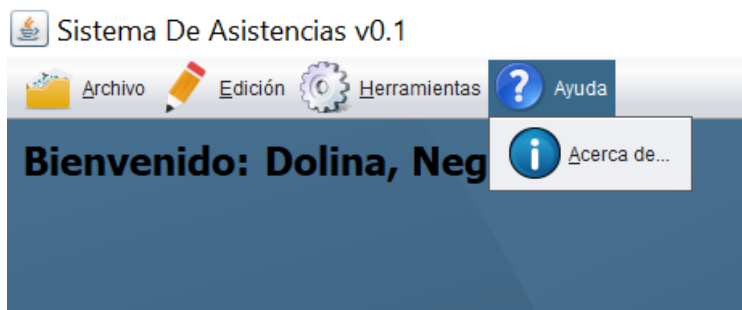 Sistema De Asistencias v0.1
Archivo Edición Herramientas Ayuda
Bienvenido: Dolina, Neg
Acerca de...